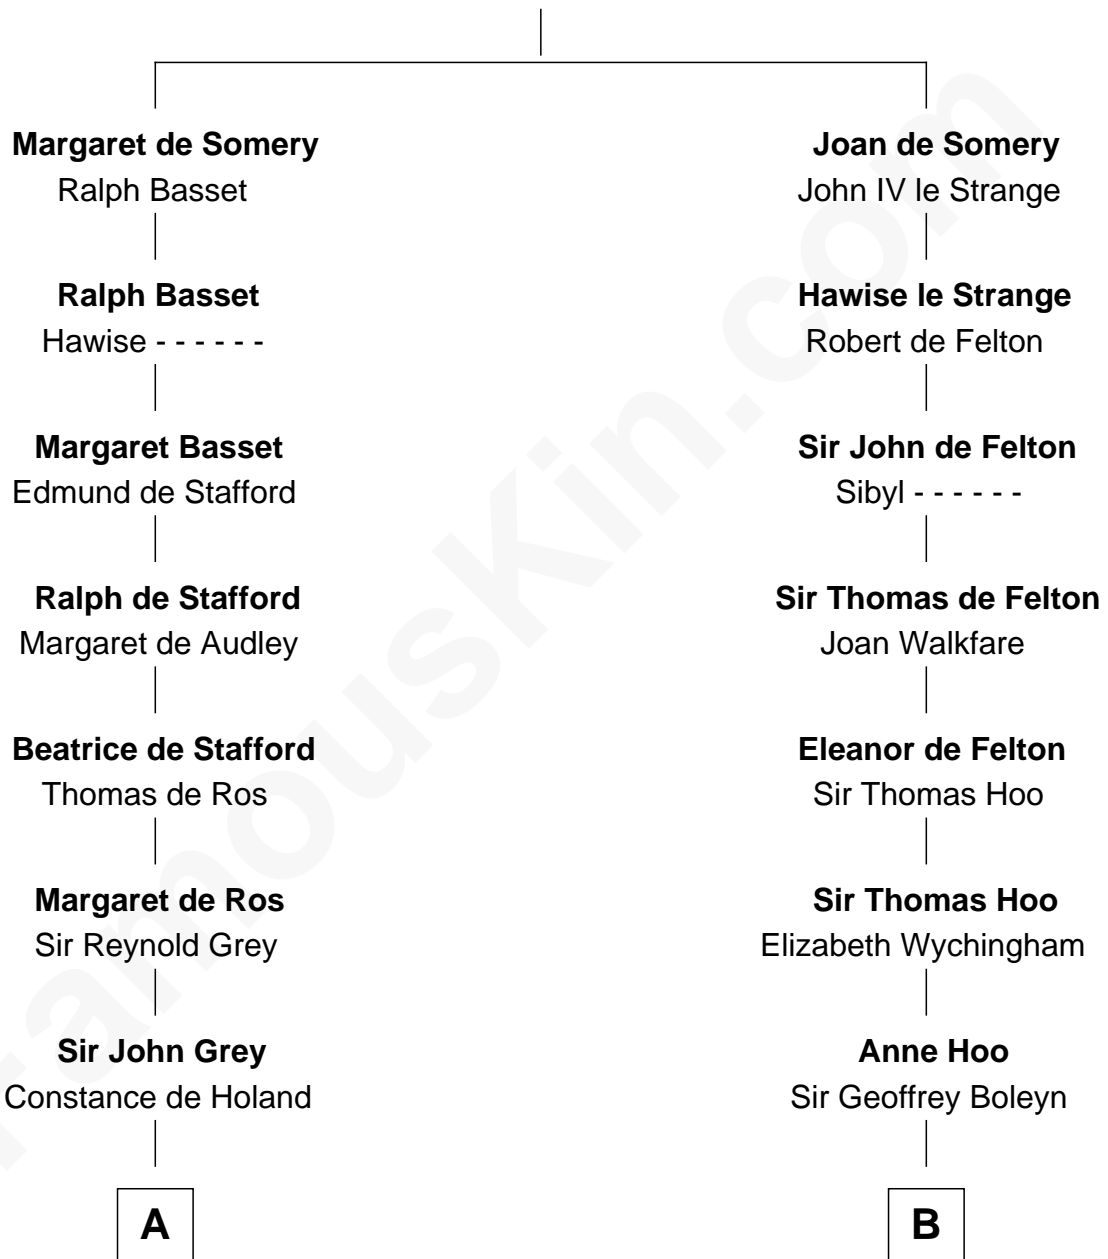 Margaret de Somery
Ralph Basset
Joan de Somery
John IV le Strange
Ralph Basset
Hawise - - - - - -
Hawise le Strange
Robert de Felton
Margaret Basset
Edmund de Stafford
Sir John de Felton
Sibyl - - - - - -
Ralph de Stafford
Margaret de Audley
Sir Thomas de Felton
Joan Walkfare
Beatrice de Stafford
Thomas de Ros
Eleanor de Felton
Sir Thomas Hoo
Margaret de Ros
Sir Reynold Grey
Sir Thomas Hoo
Elizabeth Wychingham
Sir John Grey
Constance de Holand
Anne Hoo
Sir Geoffrey Boleyn
A
B
FamousKin.com